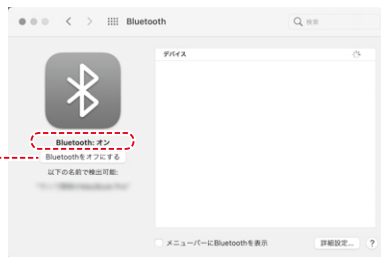 Bluetooth
検索
デバイス
Bluetooth: オン
Bluetoothをオフにする
以下の名前で検出可能:
メニューバーにBluetoothを表示
詳細設定...
?